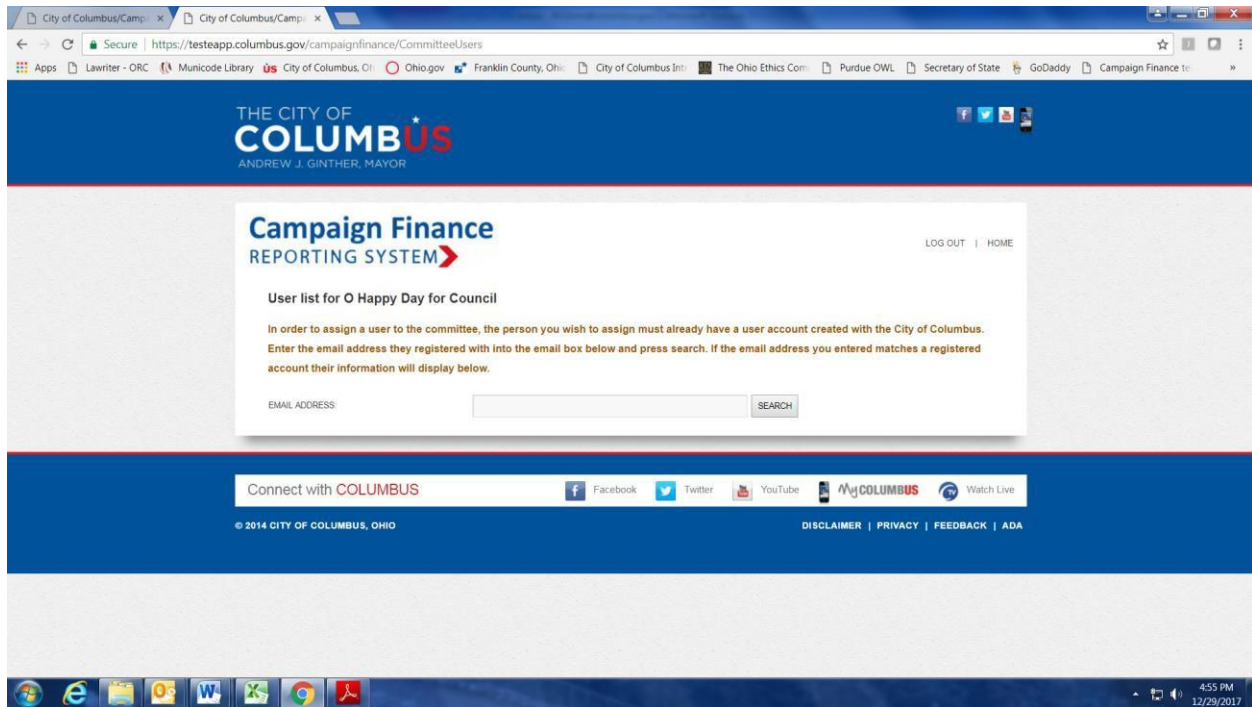 City of Columbus/Camp
City of Columbus/Camp
Secure | https://testeapp.columbus.gov/campaignfinance/CommitteeUsers
Apps Lawriter - ORC Municode Library City of Columbus, Oh Ohio.gov Franklin County, Ohi City of Columbus Int The Ohio Ethics Com Purdue OWL Secretary of State GoDaddy Campaign Finance te »
THE CITY OF
COLUMBUS
ANDREW J. GINTHER, MAYOR
Campaign Finance
REPORTING SYSTEM
LOG OUT | HOME
User list for O Happy Day for Council
In order to assign a user to the committee, the person you wish to assign must already have a user account created with the City of Columbus.
Enter the email address they registered with into the email box below and press search. If the email address you entered matches a registered
account their information will display below.
EMAIL ADDRESS: SEARCH
Connect with COLUMBUS Facebook Twitter YouTube MyCOLUMBUS Watch Live
© 2014 CITY OF COLUMBUS, OHIO DISCLAIMER | PRIVACY | FEEDBACK | ADA
4:55 PM
12/29/2017